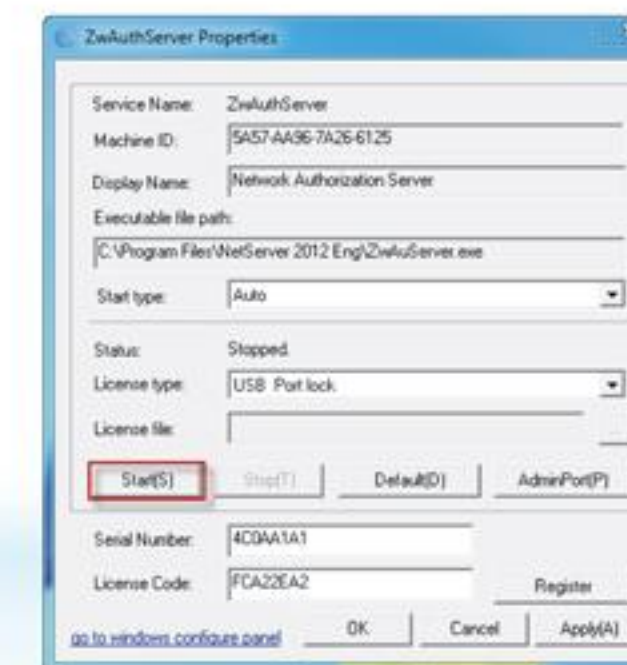 ZwAuthServer Properties
Service Name: ZwAuthServer
Machine ID: 5A57-AA96-7A26-6125
Display Name: Network Authorization Server
Executable file path:
C:\Program Files\NetServer 2012 Eng\ZwAuServer.exe
Start type: Auto
Status: Stopped.
License type: USB Port lock
License file:
Start(S) Stop(T) Default(D) AdminPort(P)
Serial Number: 4C0AA1A1
License Code: FCA22EA2
Register
go to windows configure panel OK Cancel Apply(A)